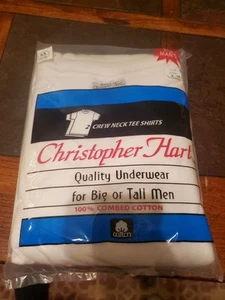 CREW NECK TEE SHIRTS
Christopher Hart
Quality Underwear
for Big or Tall Men
100% COMBED COTTON